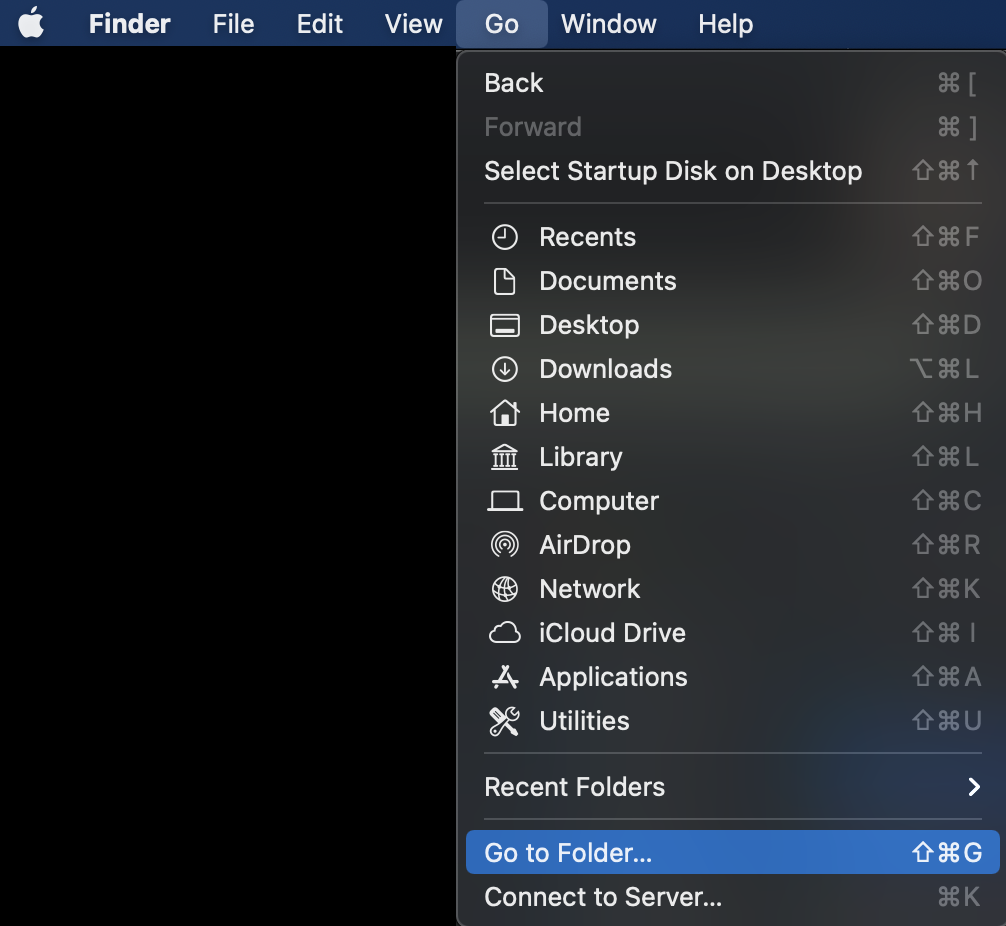 Finder File Edit View Go Window Help
Back ⌘ [
Forward ⌘ ]
Select Startup Disk on Desktop ⇧⌘↑
Recents ⇧⌘F
Documents ⇧⌘O
Desktop ⇧⌘D
Downloads ⌥⌘L
Home ⇧⌘H
Library ⇧⌘L
Computer ⇧⌘C
AirDrop ⇧⌘R
Network ⇧⌘K
iCloud Drive ⇧⌘I
Applications ⇧⌘A
Utilities ⇧⌘U
Recent Folders
Go to Folder... ⇧⌘G
Connect to Server... ⌘K